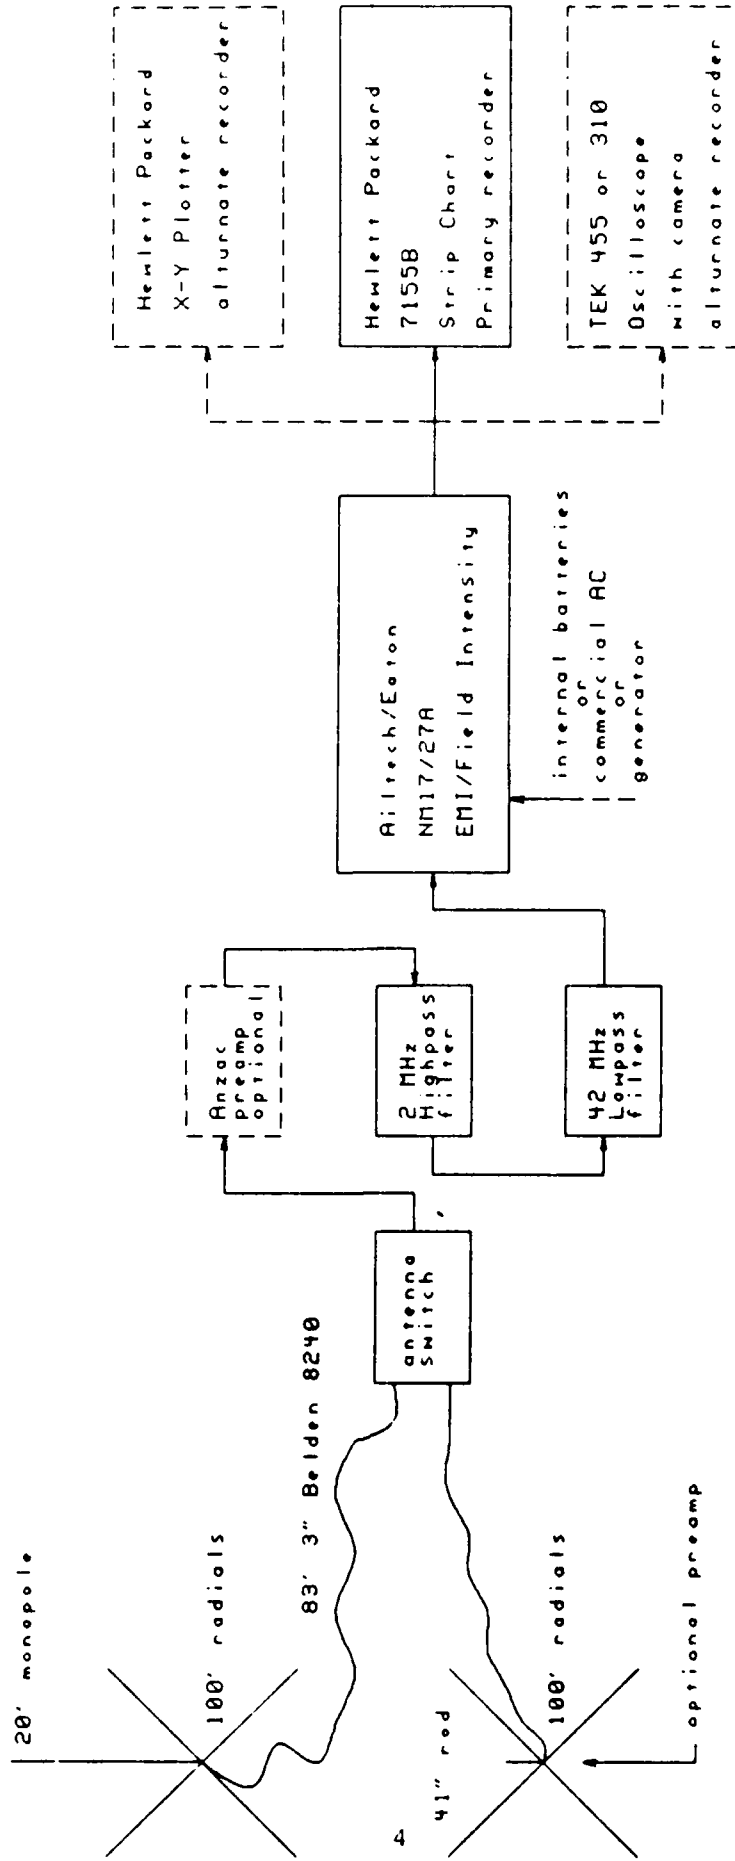 20' monopole
100' radials
83' 3" Belden 8240
41" rod
100' radials
optional preamp
antenna
switch
Anzac
preamp
optional
2 MHz
Highpass
filter
42 MHz
Lowpass
filter
Ailtech/Eaton
NM17/27A
EMI/Field Intensity
internal batteries
or
commercial AC
or
generator
Hewlett Packard
X-Y Plotter
alturnate recorder
Hewlett Packard
7155B
Strip Chart
Primary recorder
TEK 455 or 310
Oscilloscope
with camera
alturnate recorder
4